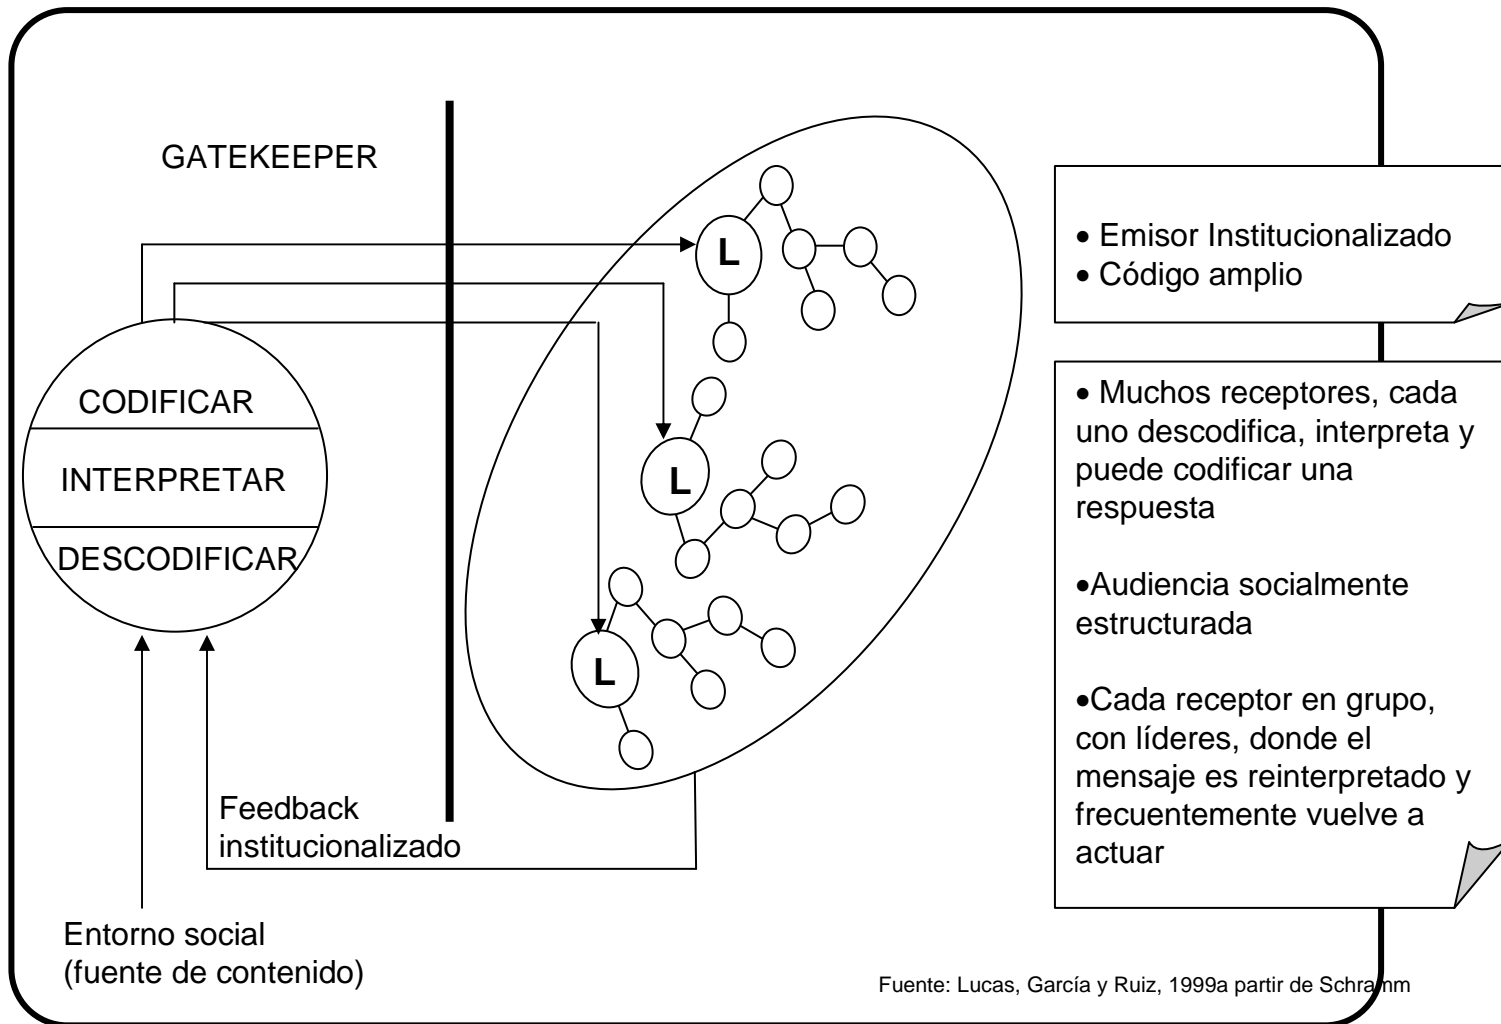 GATEKEEPER
CODIFICAR
INTERPRETAR
DESCODIFICAR
L
L
L
Feedback
institucionalizado
Entorno social
(fuente de contenido)
• Emisor Institucionalizado
• Código amplio
• Muchos receptores, cada
uno descodifica, interpreta y
puede codificar una
respuesta
•Audiencia socialmente
estructurada
•Cada receptor en grupo,
con líderes, donde el
mensaje es reinterpretado y
frecuentemente vuelve a
actuar
Fuente: Lucas, García y Ruiz, 1999a partir de Schramm